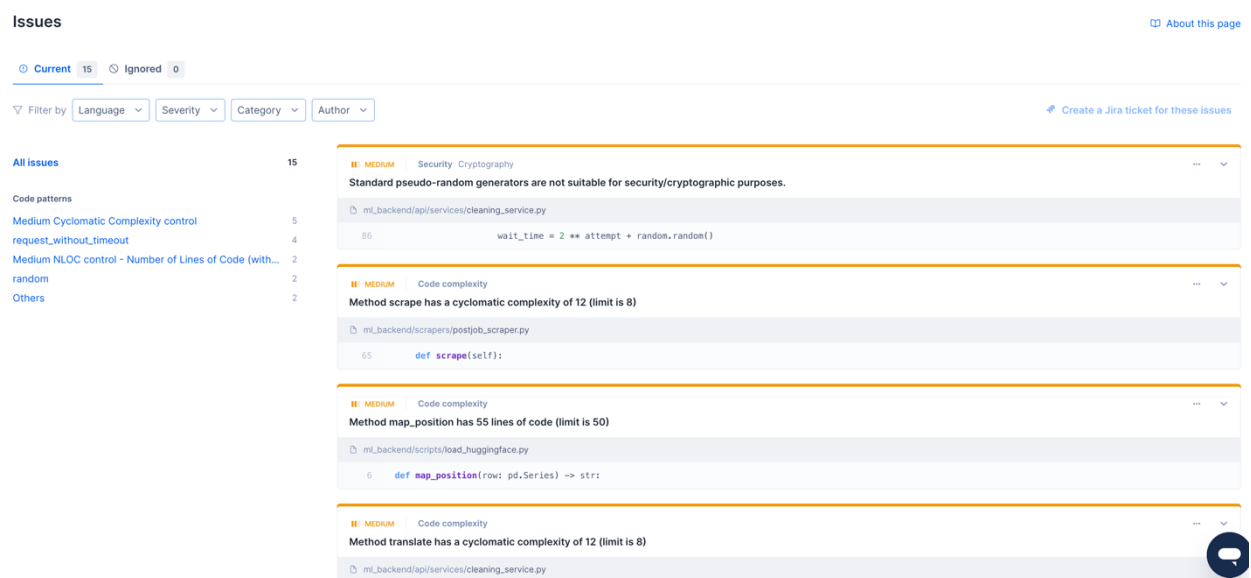 Issues
About this page
Current 15 Ignored 0
Filter by Language Severity Category Author
Create a Jira ticket for these issues
All issues 15
Code patterns
Medium Cyclomatic Complexity control 5
request_without_timeout 4
Medium NLOC control - Number of Lines of Code (with... 2
random 2
Others 2
MEDIUM Security Cryptography
Standard pseudo-random generators are not suitable for security/cryptographic purposes.
ml_backend/api/services/cleaning_service.py
86 wait_time = 2 ** attempt + random.random()
MEDIUM Code complexity
Method scrape has a cyclomatic complexity of 12 (limit is 8)
ml_backend/scrapers/postjob_scraper.py
65 def scrape(self):
MEDIUM Code complexity
Method map_position has 55 lines of code (limit is 50)
ml_backend/scripts/load_huggingface.py
6 def map_position(row: pd.Series) -> str:
MEDIUM Code complexity
Method translate has a cyclomatic complexity of 12 (limit is 8)
ml_backend/api/services/cleaning_service.py